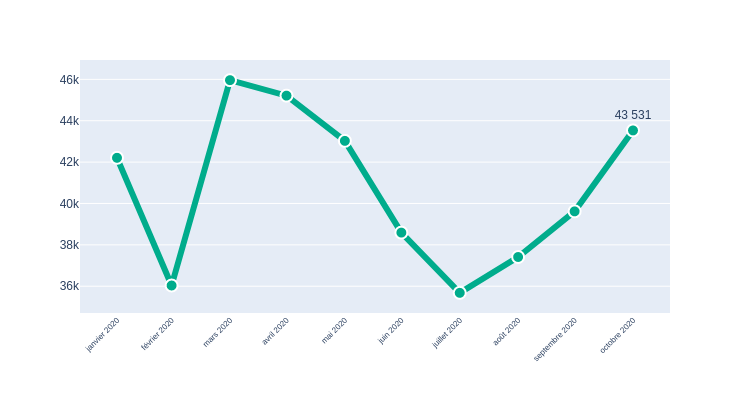 46k
44k
42k
40k
38k
36k
43 531
janvier 2020
février 2020
mars 2020
avril 2020
mai 2020
juin 2020
juillet 2020
août 2020
septembre 2020
octobre 2020